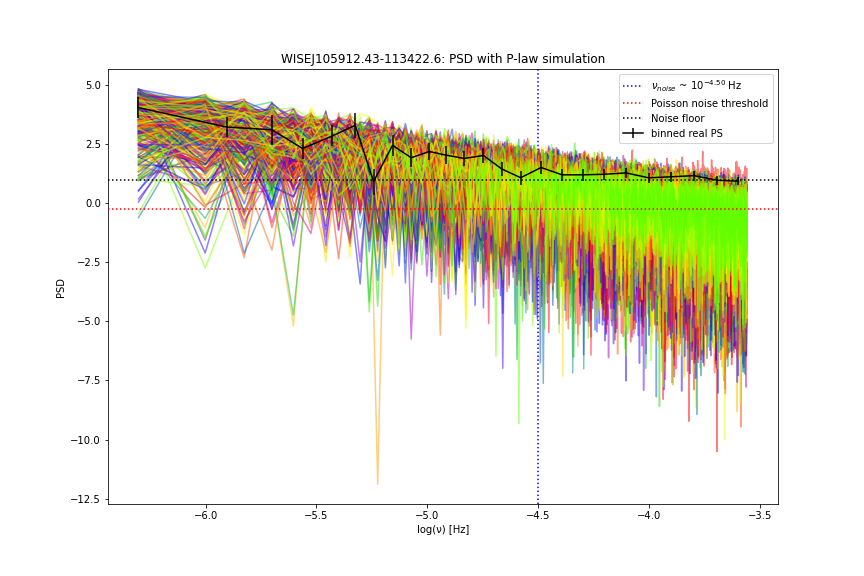 WISEJ105912.43-113422.6: PSD with P-law simulation
5.0
2.5
0.0
−2.5
−5.0
−7.5
−10.0
−12.5
PSD
ν_noise ~ 10^−4.50 Hz
Poisson noise threshold
Noise floor
binned real PS
−6.0 −5.5 −5.0 −4.5 −4.0 −3.5
log(ν) [Hz]